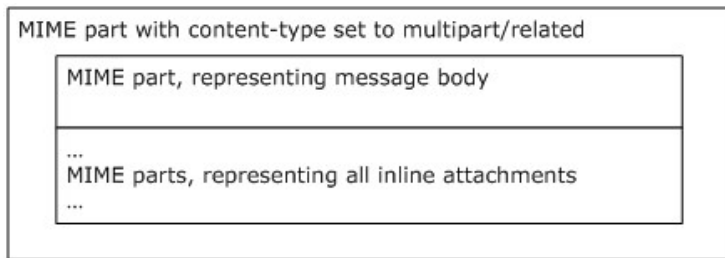 MIME part with content-type set to multipart/related
MIME part, representing message body
...
MIME parts, representing all inline attachments
...